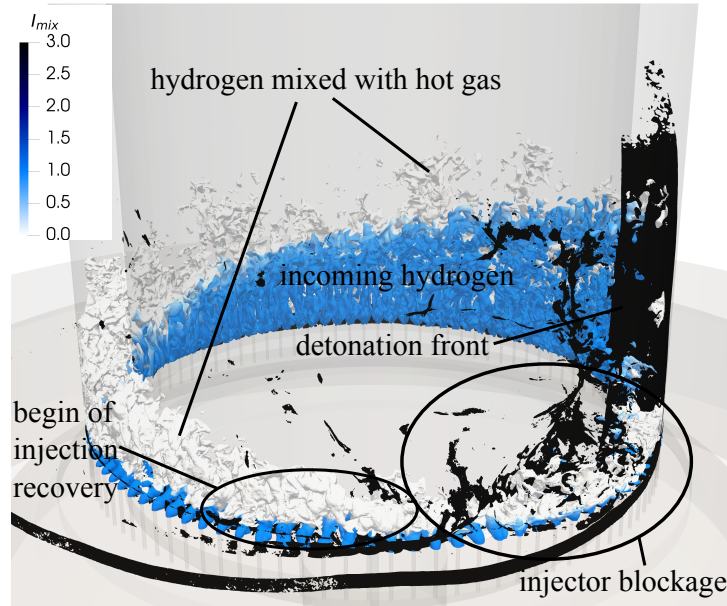 I_mix
3.0
2.5
2.0
1.5
1.0
0.5
0.0
hydrogen mixed with hot gas
incoming hydrogen
detonation front
begin of
injection
recovery
injector blockage